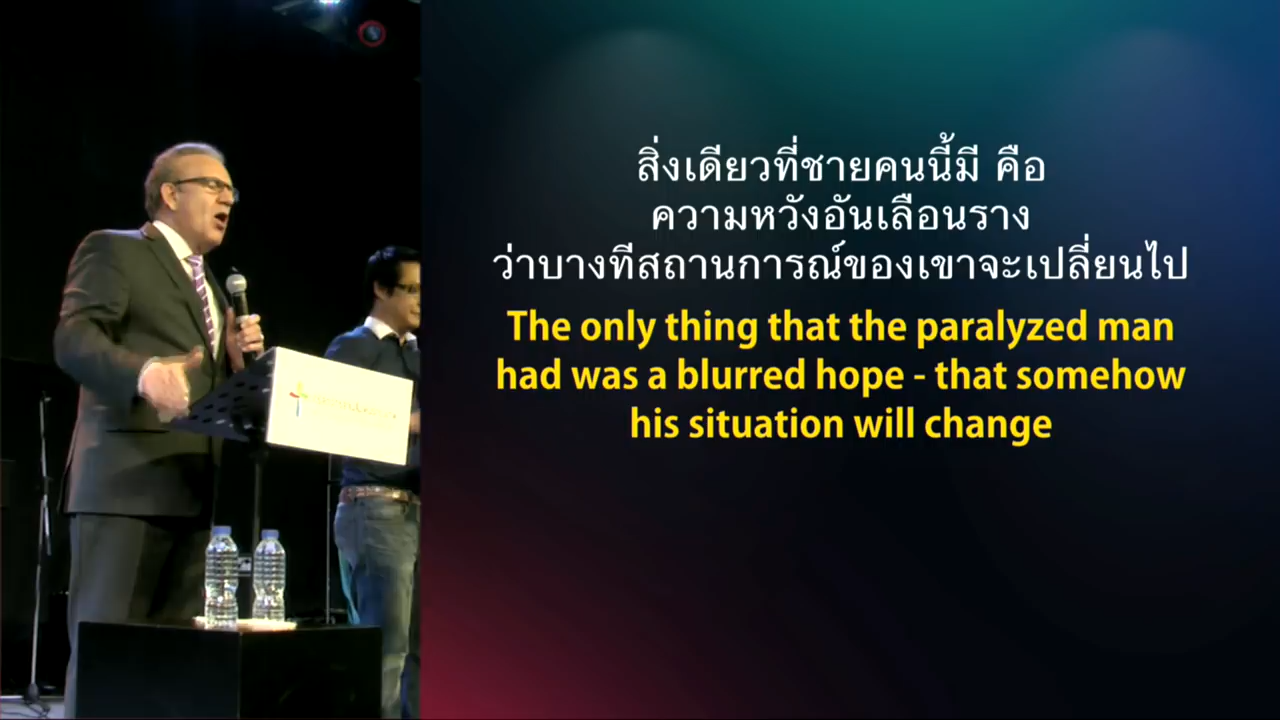 สิ่งเดียวที่ชายคนนี้มี คือ
ความหวังอันเลือนราง
ว่าบางทีสถานการณ์ของเขาจะเปลี่ยนไป
The only thing that the paralyzed man
had was a blurred hope - that somehow
his situation will change